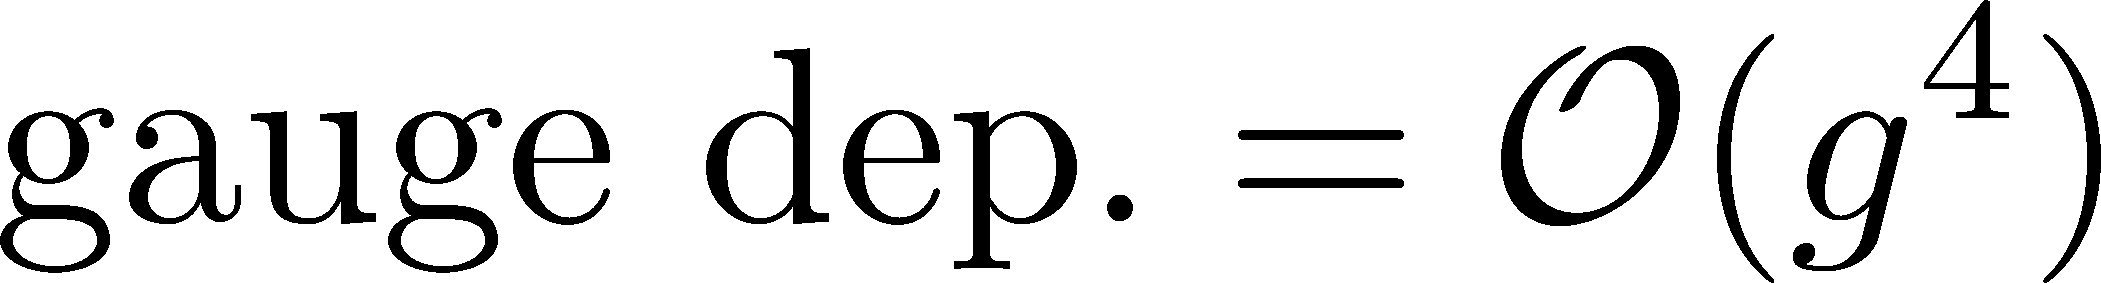 gauge dep. = 𝒪(g⁴)